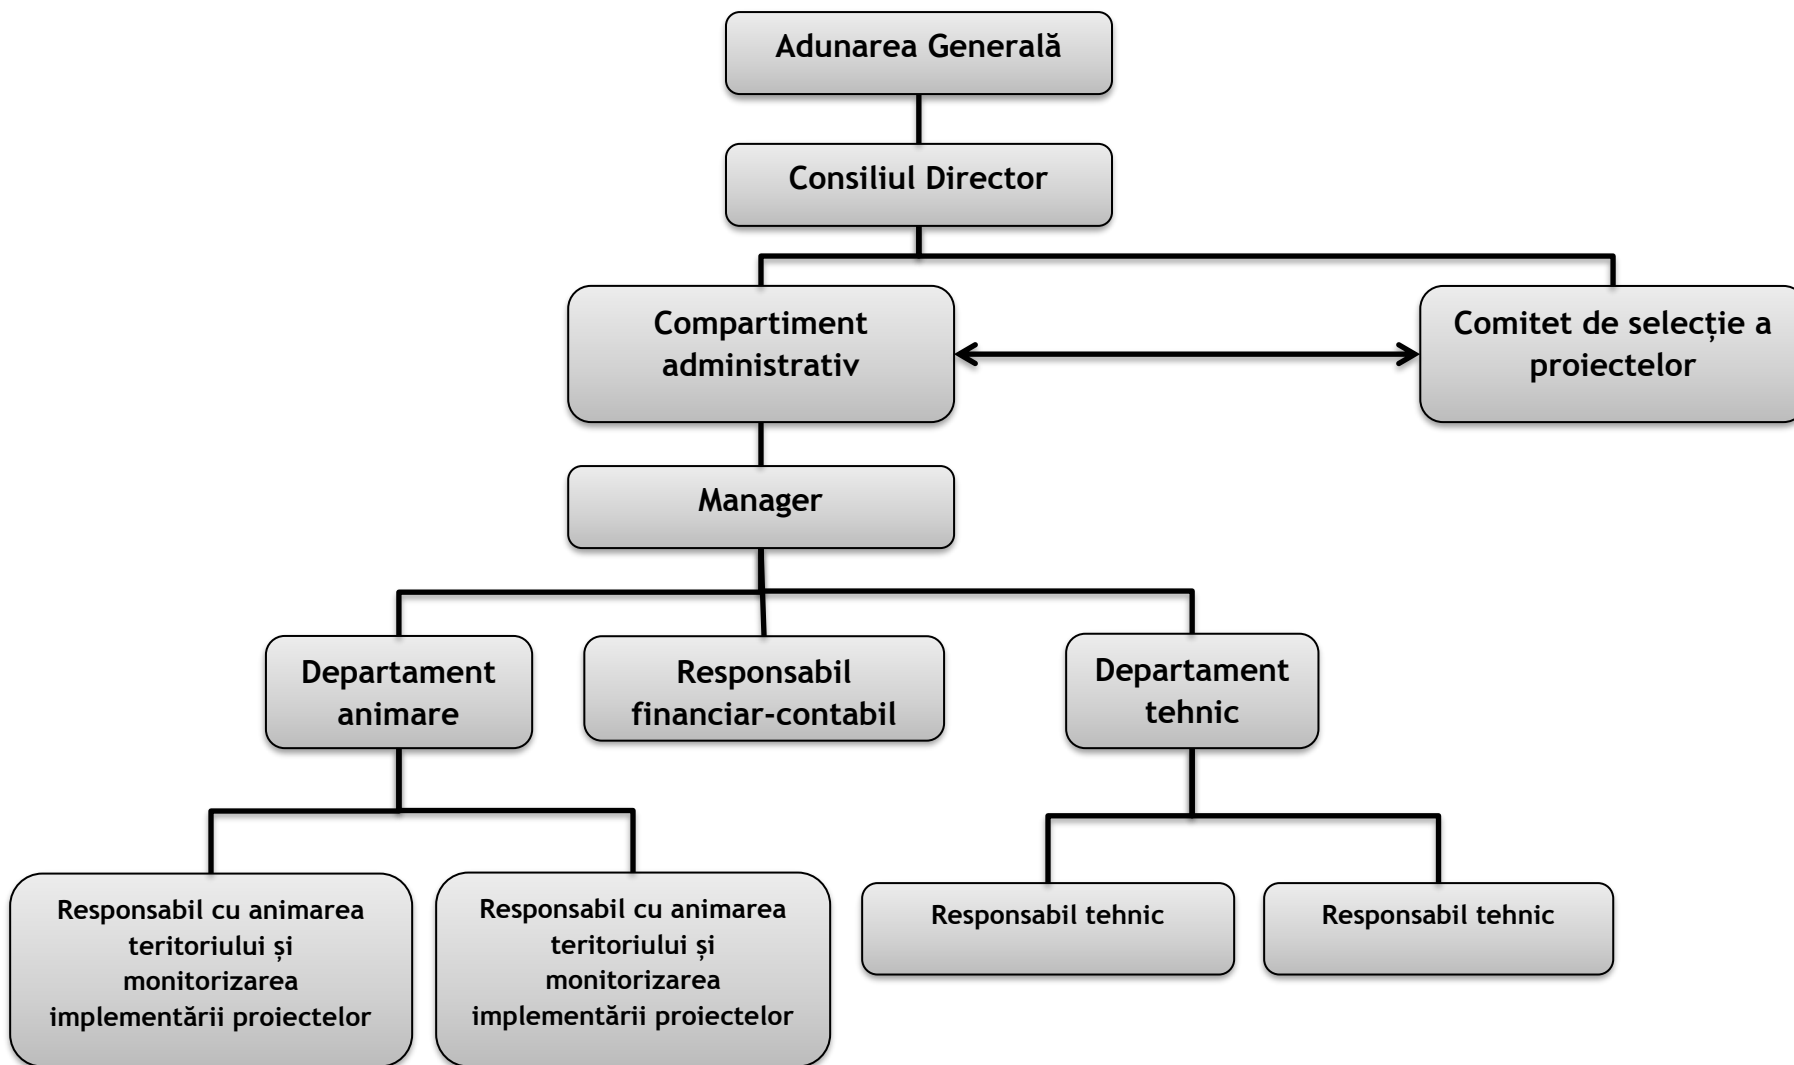 Adunarea Generală
Consiliul Director
Compartiment
administrativ
Comitet de selecție a
proiectelor
Manager
Departament
animare
Responsabil
financiar-contabil
Departament
tehnic
Responsabil cu animarea
teritoriului și
monitorizarea
implementării proiectelor
Responsabil cu animarea
teritoriului și
monitorizarea
implementării proiectelor
Responsabil tehnic
Responsabil tehnic